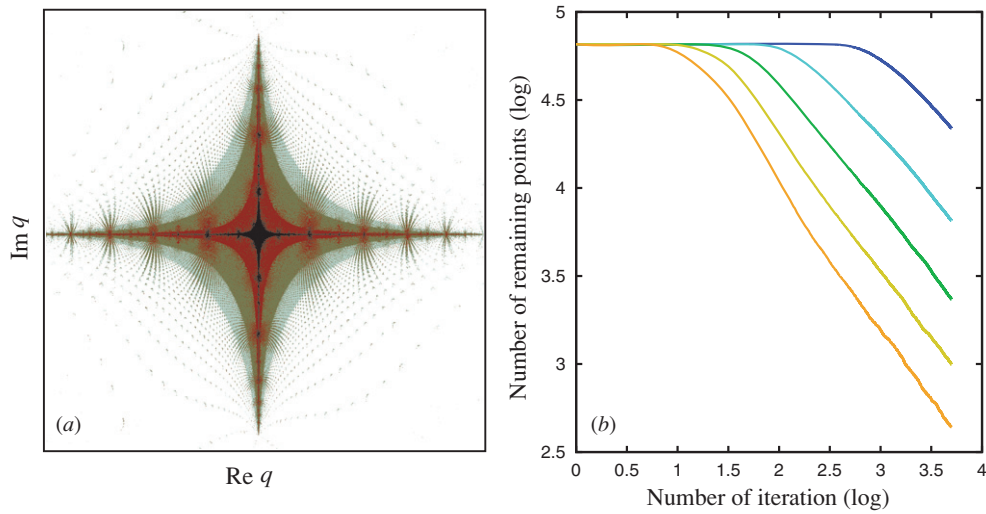 Im q
(a)
Re q
Number of remaining points (log)
5
4.5
4
3.5
3
2.5
(b)
0 0.5 1 1.5 2 2.5 3 3.5 4
Number of iteration (log)